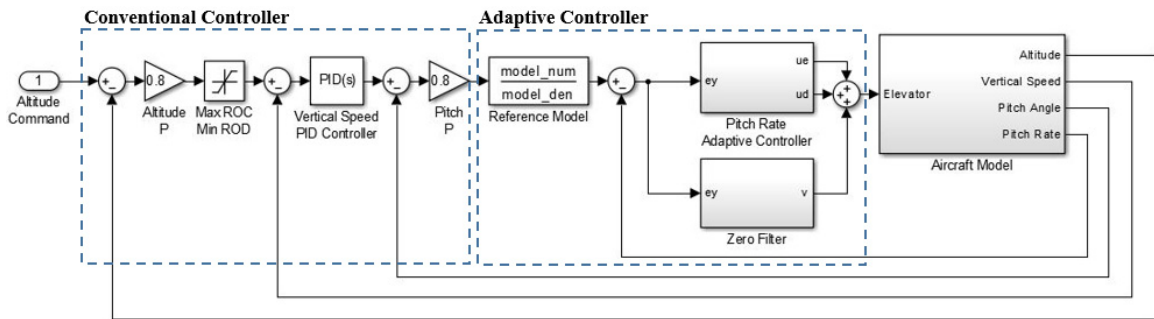 Conventional Controller
Adaptive Controller
1
Altitude
Command
+
−
0.8
Altitude
P
Max ROC
Min ROD
+
−
PID(s)
Vertical Speed
PID Controller
+
−
0.8
Pitch
P
model_num
model_den
Reference Model
+
−
ey
ue
ud
Pitch Rate
Adaptive Controller
ey
v
Zero Filter
+
+
+
Elevator
Altitude
Vertical Speed
Pitch Angle
Pitch Rate
Aircraft Model